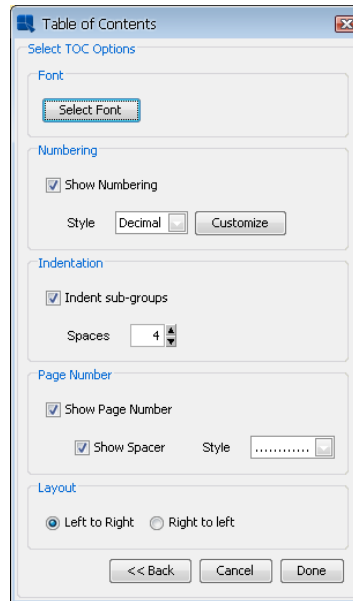 Table of Contents
Select TOC Options
Font
Select Font
Numbering
Show Numbering
Style Decimal Customize
Indentation
Indent sub-groups
Spaces 4
Page Number
Show Page Number
Show Spacer Style ............
Layout
Left to Right Right to left
<< Back Cancel Done